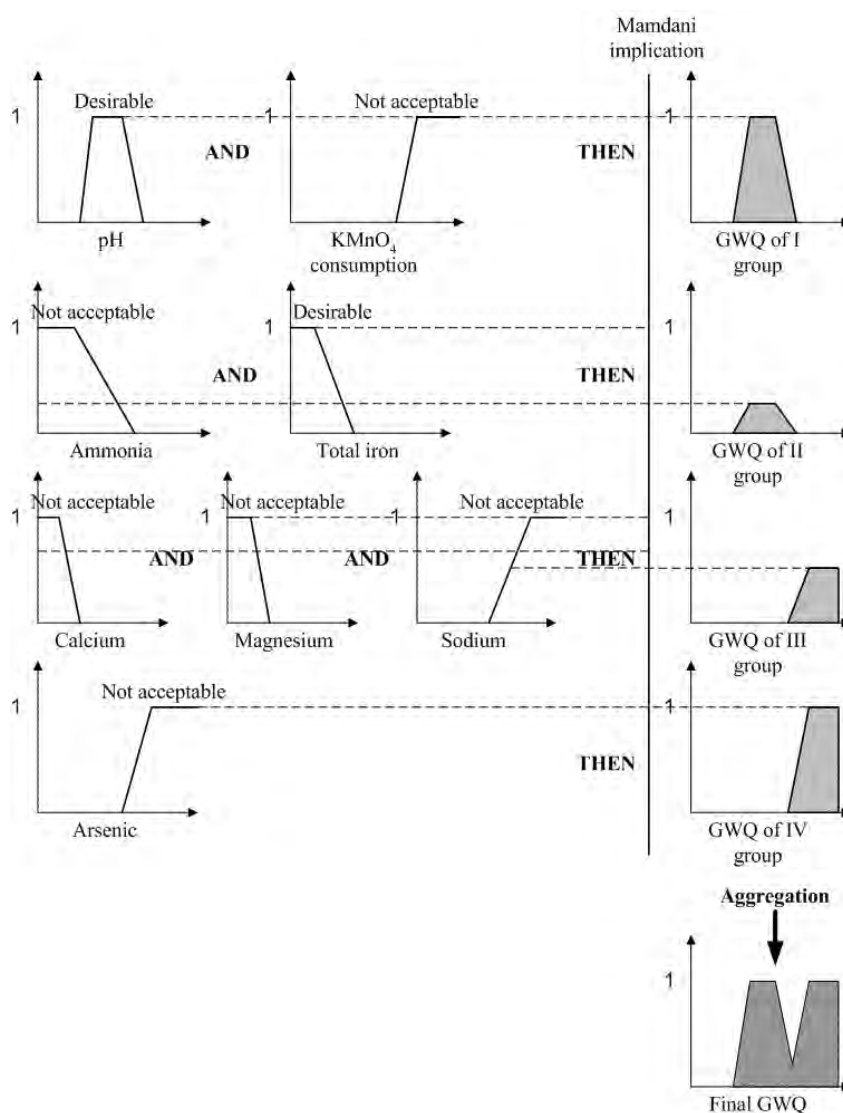 Mamdani
implication
Desirable
Not acceptable
1
1
1
AND
THEN
pH
KMnO4
consumption
GWQ of I
group
Not acceptable
Desirable
1
1
1
AND
THEN
Ammonia
Total iron
GWQ of II
group
Not acceptable
Not acceptable
Not acceptable
1
1
1
1
AND
AND
THEN
Calcium
Magnesium
Sodium
GWQ of III
group
Not acceptable
1
1
THEN
Arsenic
GWQ of IV
group
Aggregation
1
Final GWQ